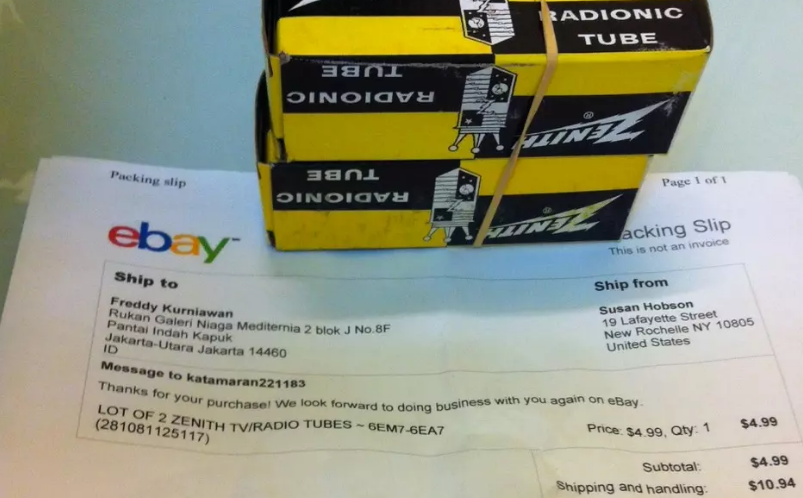 RADIONIC
TUBE
RADIONIC
TUBE
ZENITH®
RADIONIC
TUBE
ZENITH®
Packing slip
Page 1 of 1
ebay™
acking Slip
This is not an invoice
Ship to
Freddy Kurniawan
Rukan Galeri Niaga Mediternia 2 blok J No.8F
Pantai Indah Kapuk
Jakarta-Utara Jakarta 14460
ID
Ship from
Susan Hobson
19 Lafayette Street
New Rochelle NY 10805
United States
Message to katamaran221183
Thanks for your purchase! We look forward to doing business with you again on eBay.
LOT OF 2 ZENITH TV/RADIO TUBES ~ 6EM7-6EA7
(281081125117)
Price: $4.99, Qty: 1 $4.99
Subtotal: $4.99
Shipping and handling: $10.94